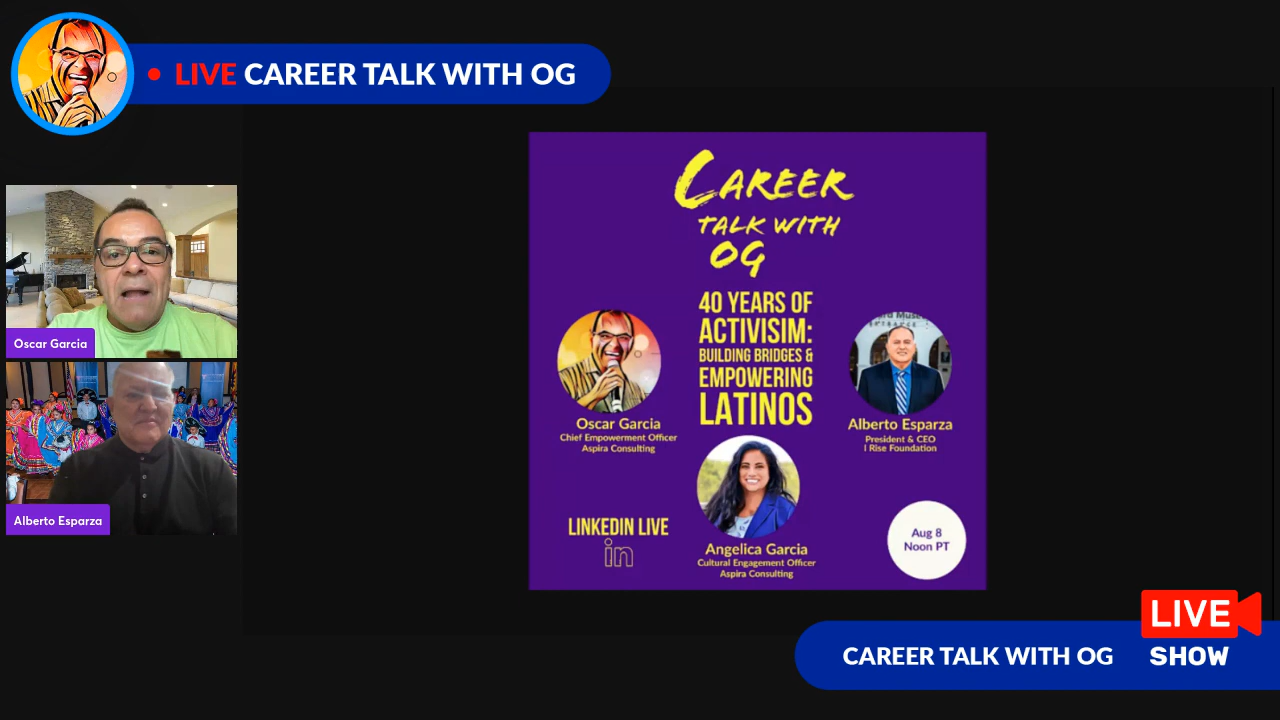 LIVE CAREER TALK WITH OG
Oscar Garcia
Alberto Esparza
CAREER
TALK WITH
OG
40 YEARS OF
ACTIVISIM:
BUILDING BRIDGES &
EMPOWERING
LATINOS
Oscar Garcia
Chief Empowerment Officer
Aspira Consulting
Alberto Esparza
President & CEO
I Rise Foundation
LINKEDIN LIVE
in
Angelica Garcia
Cultural Engagement Officer
Aspira Consulting
Aug 8
Noon PT
LIVE
SHOW
CAREER TALK WITH OG